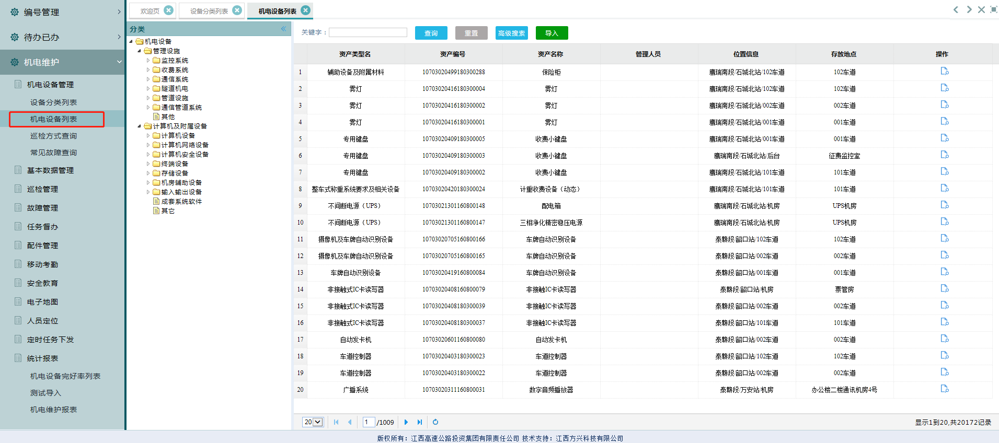 编号管理
待办已办
机电维护
机电设备管理
设备分类列表
机电设备列表
巡检方式查询
常见故障查询
基本数据管理
巡检管理
故障管理
任务督办
配件管理
移动考勤
安全教育
电子地图
人员定位
定时任务下发
统计报表
机电设备完好率列表
测试导入
机电维护报表
欢迎页 设备分类列表 机电设备列表
分类
机电设备
管理设施
监控系统
收费系统
通信系统
隧道机电
管道设施
通信管道系统
其他
计算机及附属设备
计算机设备
计算机网络设备
计算机安全设备
终端设备
存储设备
机房辅助设备
输入输出设备
成套系统软件
其它
关键字： 查询 重置 高级搜素 导入
资产类型名 资产编号 资产名称 管理人员 位置信息 存放地点 操作
1 辅助设备及附属材料 10703020499180300288 保险柜 鹰瑞南段/石城北站/102车道 102车道
2 雾灯 10703020416180300004 雾灯 鹰瑞南段/石城北站/102车道 102车道
3 雾灯 10703020416180300002 雾灯 鹰瑞南段/石城北站/002车道 002车道
4 雾灯 10703020416180300001 雾灯 鹰瑞南段/石城北站/001车道 001车道
5 专用键盘 10703020409180300005 收费小键盘 鹰瑞南段/石城北站/001车道 001车道
6 专用键盘 10703020409180300003 收费小键盘 鹰瑞南段/石城北站/后台 征费监控室
7 专用键盘 10703020409180300002 收费小键盘 鹰瑞南段/石城北站/101车道 101车道
8 整车式称重系统要求及相关设备 10703020420180300024 计重收费设备（动态） 鹰瑞南段/石城北站/101车道 101车道
9 不间断电源（UPS） 10703021301160800148 配电箱 鹰瑞南段/石城北站/机房 UPS机房
10 不间断电源（UPS） 10703021301160800147 三相净化精密稳压电源 鹰瑞南段/石城北站/机房 UPS机房
11 摄像机及车牌自动识别设备 10703020705160800166 车牌自动识别设备 泰赣段/韶口站/102车道 102车道
12 摄像机及车牌自动识别设备 10703020705160800165 车牌自动识别设备 泰赣段/韶口站/002车道 002车道
13 车牌自动识别设备 10703020419160800084 车牌自动识别设备 泰赣段/韶口站/001车道 001车道
14 非接触式IC卡读写器 10703020408160800079 非接触IC卡读写器 泰赣段/韶口站/机房 票管房
15 非接触式IC卡读写器 10703020408180300039 非接触IC卡读写器 泰赣段/韶口站/002车道 002车道
16 非接触式IC卡读写器 10703020408180300037 非接触IC卡读写器 泰赣段/韶口站/101车道 101车道
17 自动发卡机 10703020601160800080 自动发卡机 泰赣段/韶口站/002车道 002车道
18 车道控制器 10703020403180300023 车道控制器 泰赣段/韶口站/102车道 102车道
19 车道控制器 10703020403180300022 车道控制器 泰赣段/韶口站/002车道 002车道
20 广播系统 10703020311160800031 数字音频播放器 泰赣段/万安站/机房 办公楼二楼通讯机房4号
20 1 /1009 显示1到20,共20172记录
版权所有：江西高速公路投资集团有限责任公司 技术支持：江西方兴科技有限公司